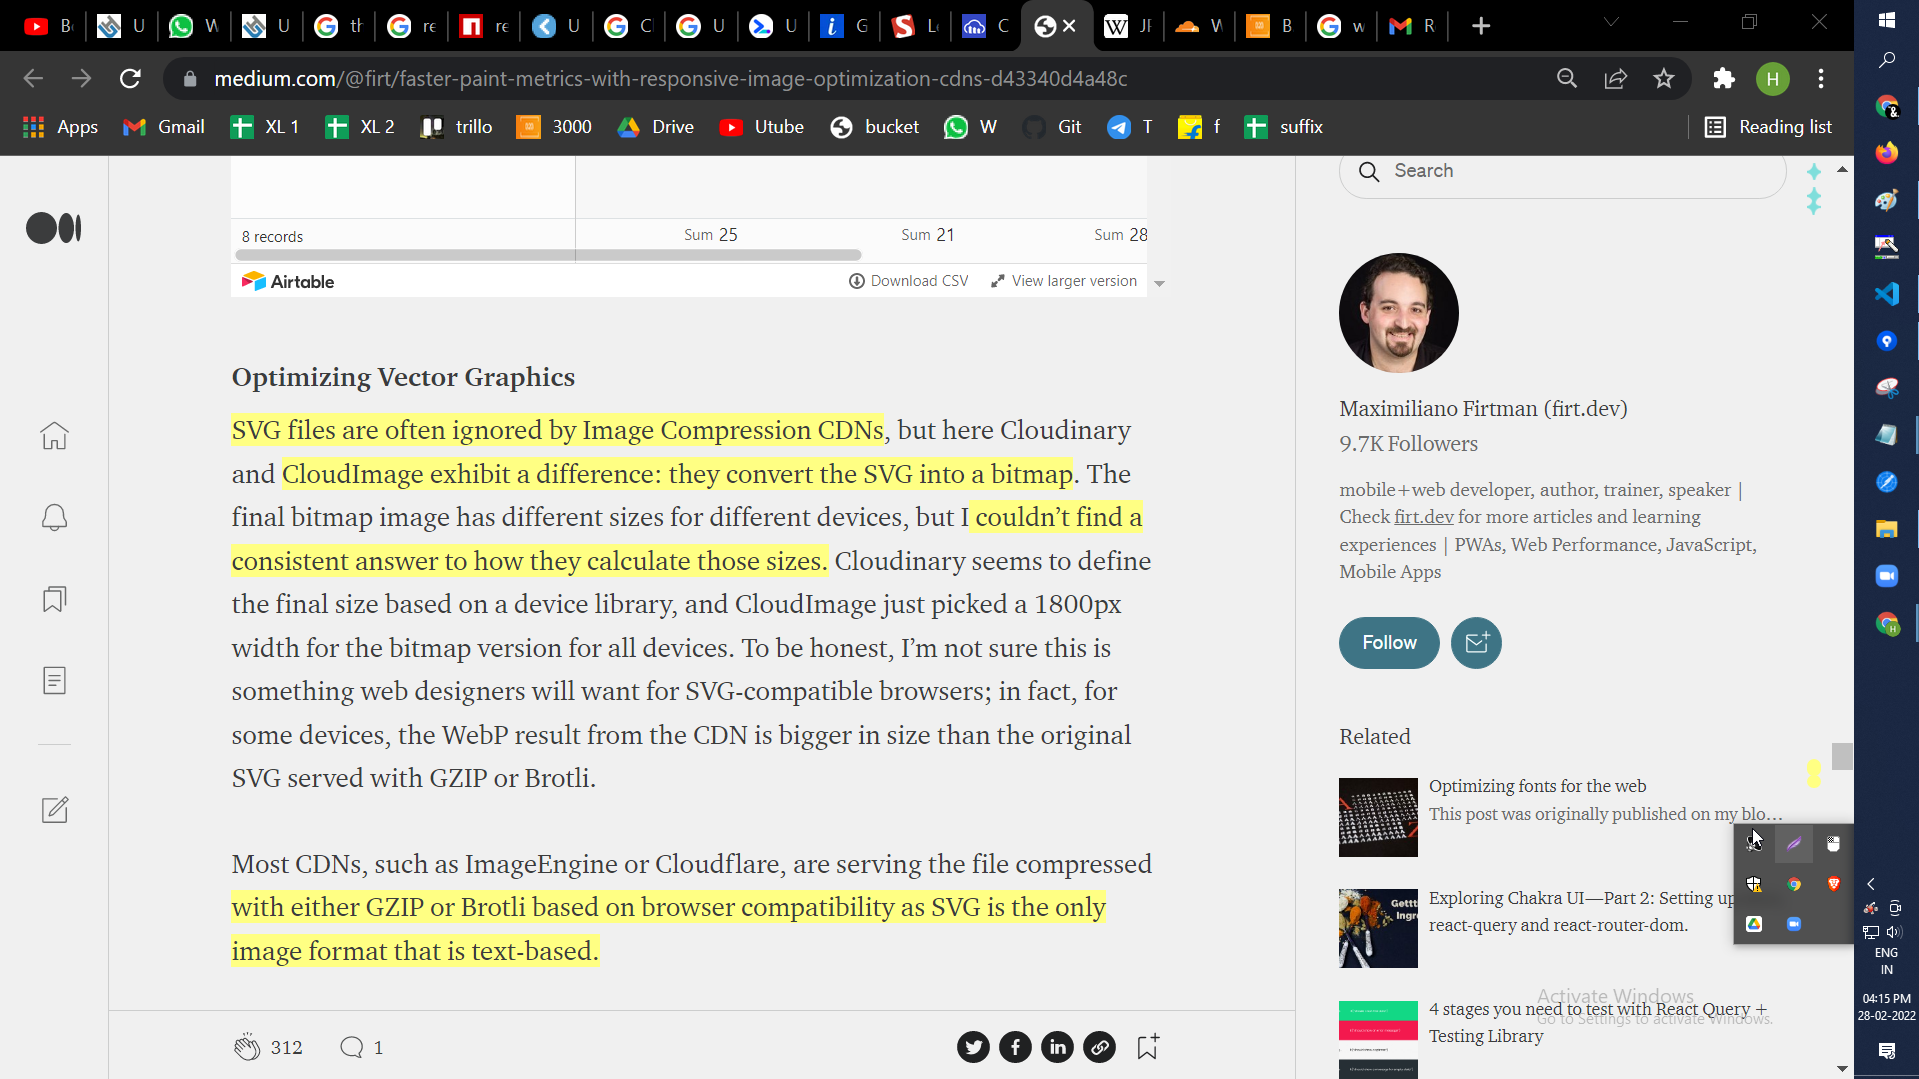 U
W
U
th
re
re
U
Cl
U
U
G
L
C
W
JF
W
B
w
R
medium.com/@firt/faster-paint-metrics-with-responsive-image-optimization-cdns-d43340d4a48c
H
Apps
Gmail
XL 1
XL 2
trillo
3000
Drive
Utube
bucket
W
Git
T
f
suffix
Reading list
8 records
Sum 25
Sum 21
Sum 28
Airtable
Download CSV
View larger version
Optimizing Vector Graphics
SVG files are often ignored by Image Compression CDNs, but here Cloudinary
and CloudImage exhibit a difference: they convert the SVG into a bitmap. The
final bitmap image has different sizes for different devices, but I couldn’t find a
consistent answer to how they calculate those sizes. Cloudinary seems to define
the final size based on a device library, and CloudImage just picked a 1800px
width for the bitmap version for all devices. To be honest, I’m not sure this is
something web designers will want for SVG-compatible browsers; in fact, for
some devices, the WebP result from the CDN is bigger in size than the original
SVG served with GZIP or Brotli.
Most CDNs, such as ImageEngine or Cloudflare, are serving the file compressed
with either GZIP or Brotli based on browser compatibility as SVG is the only
image format that is text-based.
312
1
Search
Maximiliano Firtman (firt.dev)
9.7K Followers
mobile+web developer, author, trainer, speaker |
Check firt.dev for more articles and learning
experiences | PWAs, Web Performance, JavaScript,
Mobile Apps
Follow
Related
Optimizing fonts for the web
This post was originally published on my blo…
Exploring Chakra UI—Part 2: Setting up
react-query and react-router-dom.
4 stages you need to test with React Query +
Testing Library
Activate Windows
Go to Settings to activate Windows.
ENG
IN
04:15 PM
28-02-2022